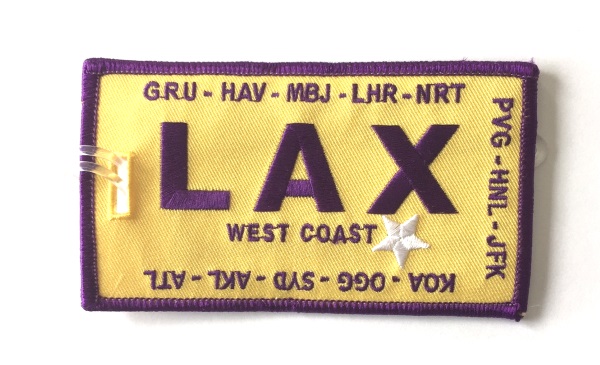 GRU - HAV - MBJ - LHR - NRT
PVG - HNL - JFK
LAX
WEST COAST
KOA - OGG - SYD - AKL - ATL